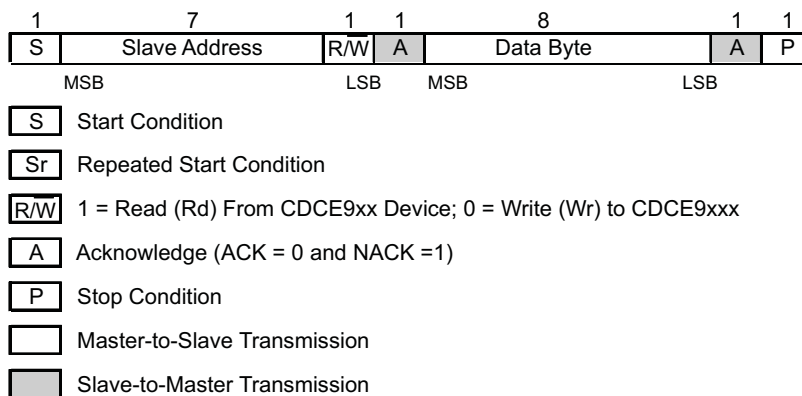 1 7 1 1 8 1 1
S Slave Address R/W̅ A Data Byte A P
MSB LSB MSB LSB
S Start Condition
Sr Repeated Start Condition
R/W̅ 1 = Read (Rd) From CDCE9xx Device; 0 = Write (Wr) to CDCE9xxx
A Acknowledge (ACK = 0 and NACK =1)
P Stop Condition
Master-to-Slave Transmission
Slave-to-Master Transmission